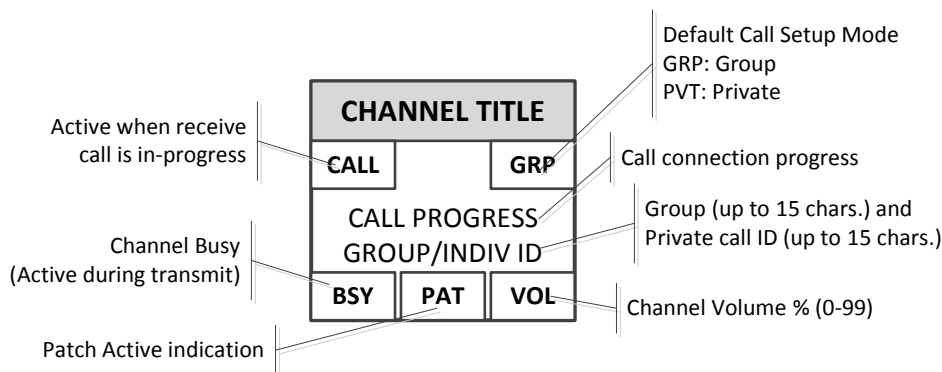 Default Call Setup Mode
GRP: Group
PVT: Private
CHANNEL TITLE
Active when receive
call is in-progress
CALL
GRP
Call connection progress
CALL PROGRESS
GROUP/INDIV ID
Group (up to 15 chars.) and
Private call ID (up to 15 chars.)
Channel Busy
(Active during transmit)
BSY
PAT
VOL
Channel Volume % (0-99)
Patch Active indication